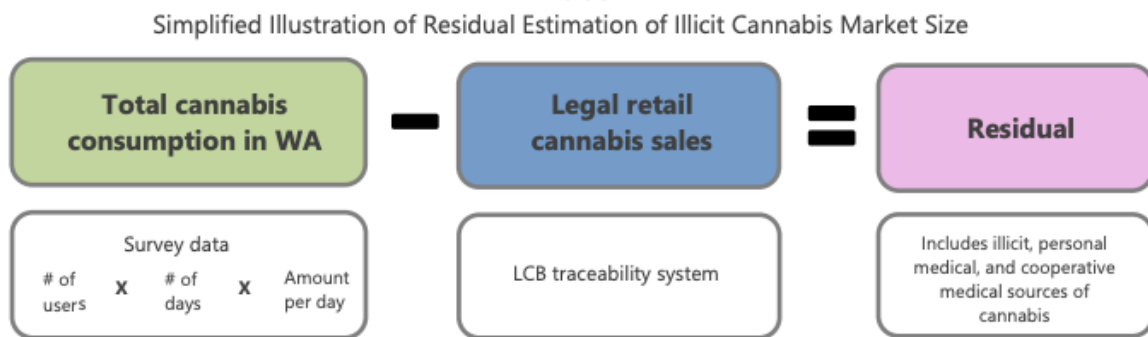 Simplified Illustration of Residual Estimation of Illicit Cannabis Market Size
Total cannabis
consumption in WA
Legal retail
cannabis sales
Residual
Survey data
# of
users
x
# of
days
x
Amount
per day
LCB traceability system
Includes illicit, personal
medical, and cooperative
medical sources of
cannabis